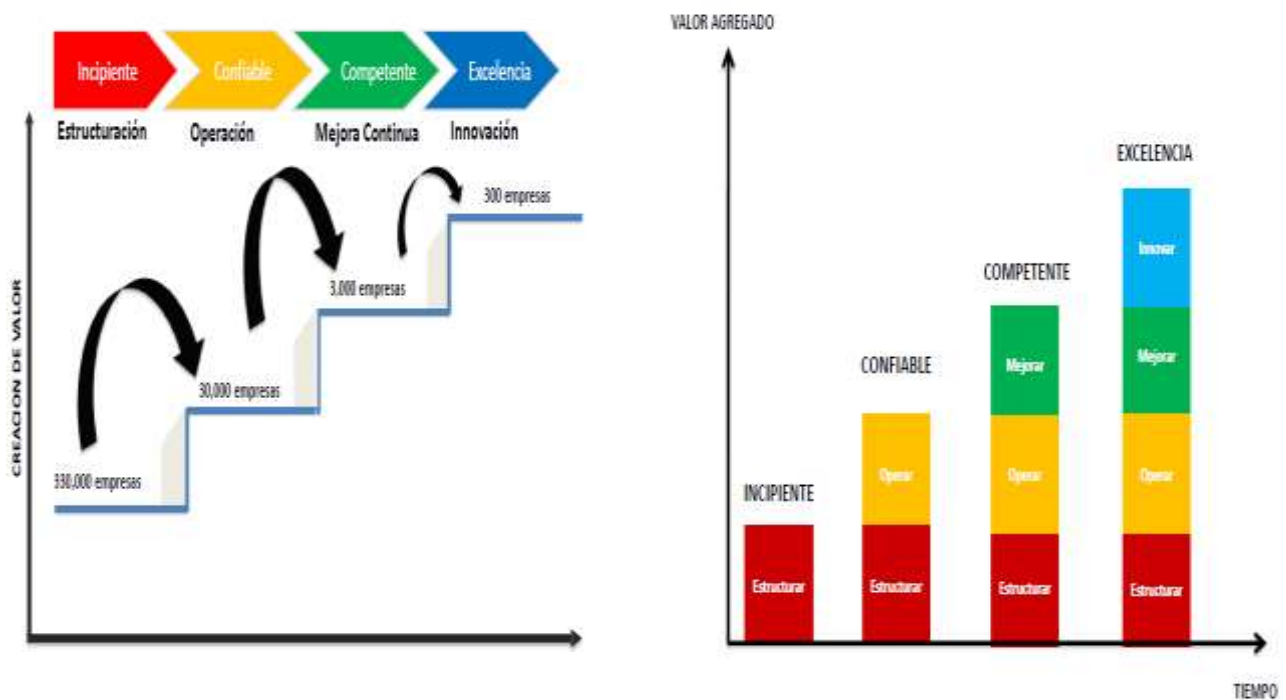 Incipiente
Confiable
Competente
Excelencia
Estructuración
Operación
Mejora Continua
Innovación
300 empresas
3,000 empresas
30,000 empresas
330,000 empresas
CREACION DE VALOR
VALOR AGREGADO
EXCELENCIA
Innovar
COMPETENTE
Mejorar
Mejorar
CONFIABLE
Operar
Operar
Operar
INCIPIENTE
Estructurar
Estructurar
Estructurar
Estructurar
TIEMPO